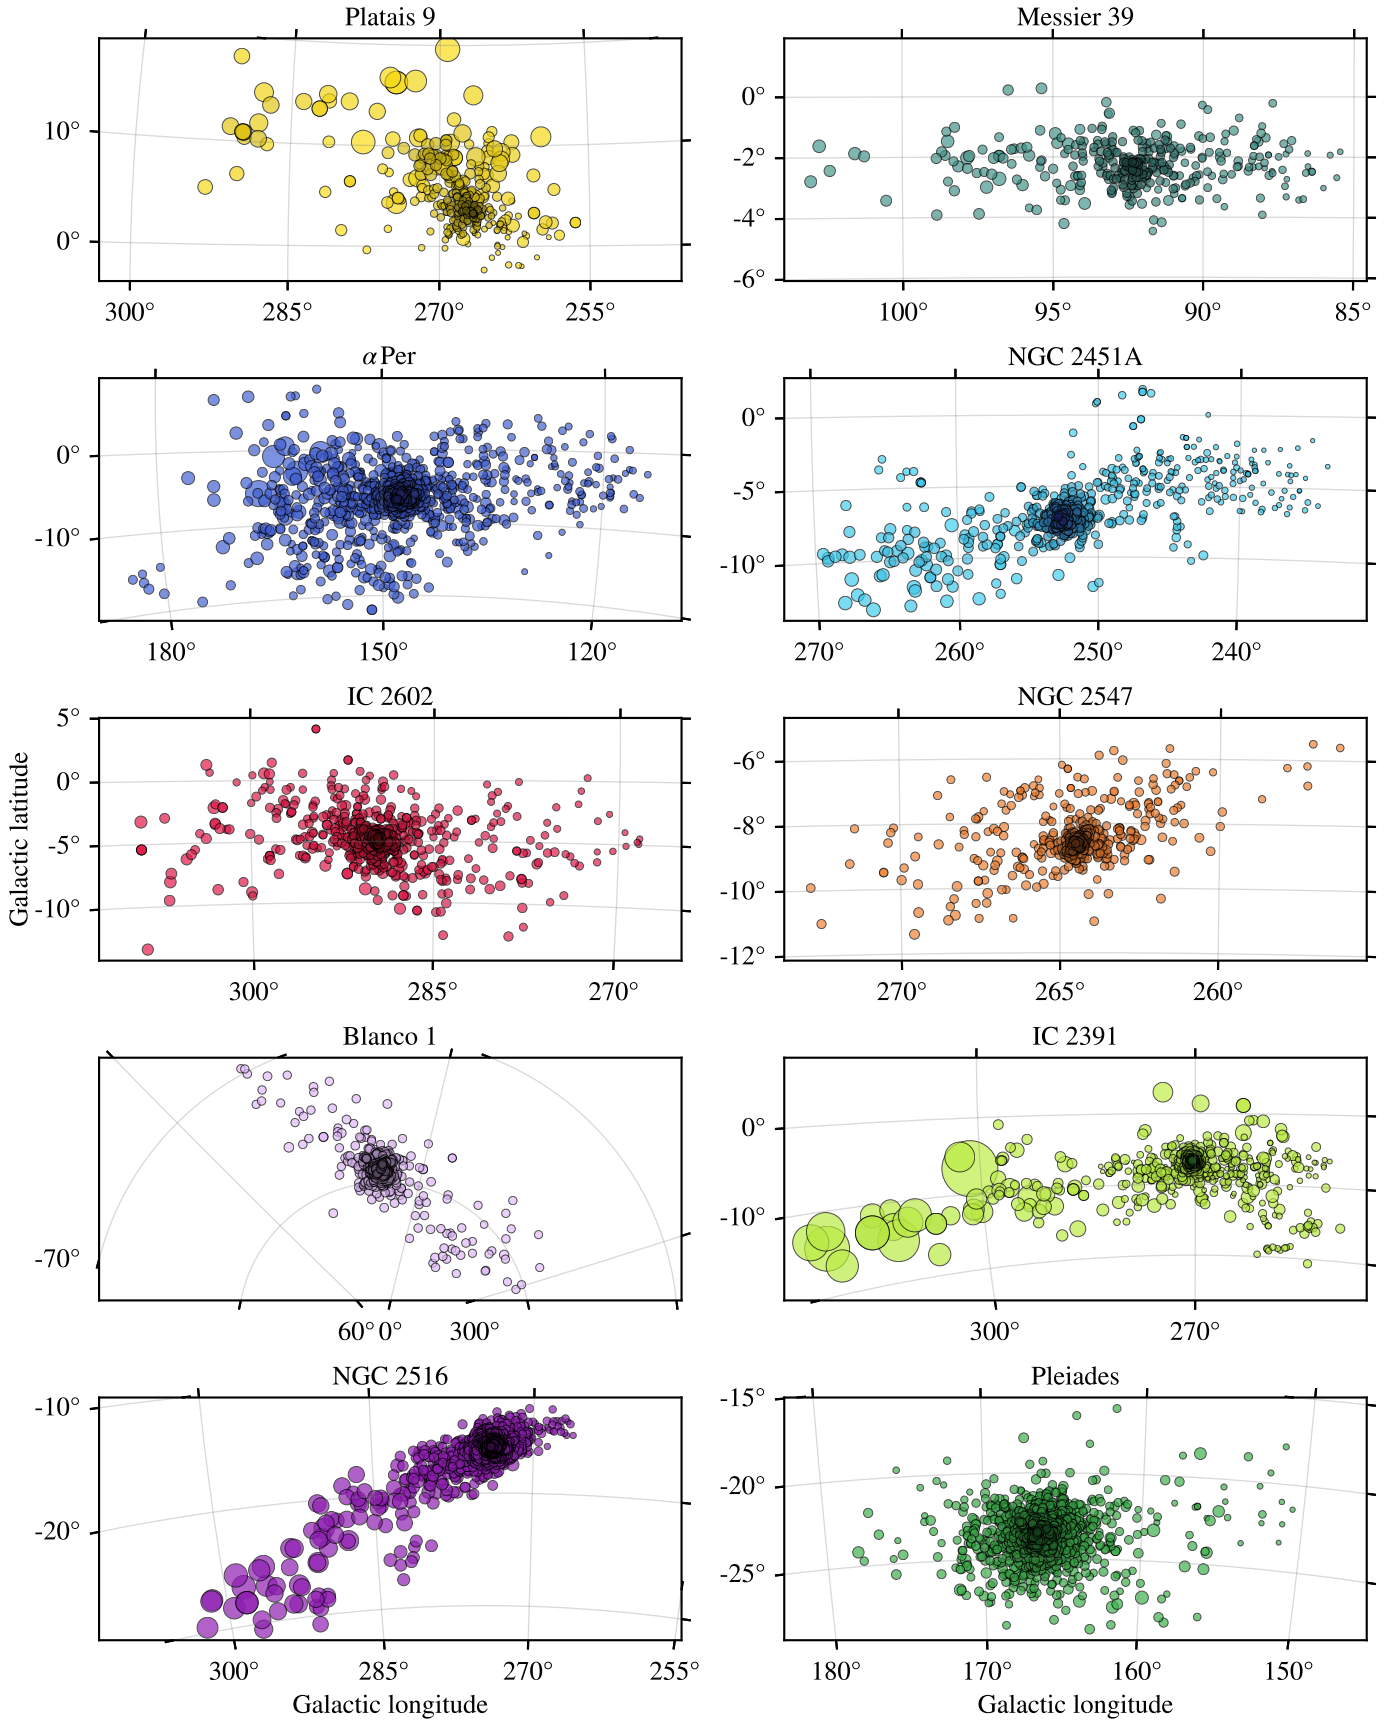 Platais 9
Messier 39
10°
0°
300° 285° 270° 255°
0°
-2°
-4°
-6°
100° 95° 90° 85°
α Per
NGC 2451A
0°
-10°
180° 150° 120°
0°
-5°
-10°
270° 260° 250° 240°
IC 2602
NGC 2547
5°
0°
-5°
-10°
300° 285° 270°
-6°
-8°
-10°
-12°
270° 265° 260°
Galactic latitude
Blanco 1
IC 2391
-70°
60° 0° 300°
0°
-10°
300° 270°
NGC 2516
Pleiades
-10°
-20°
300° 285° 270° 255°
Galactic longitude
-15°
-20°
-25°
180° 170° 160° 150°
Galactic longitude